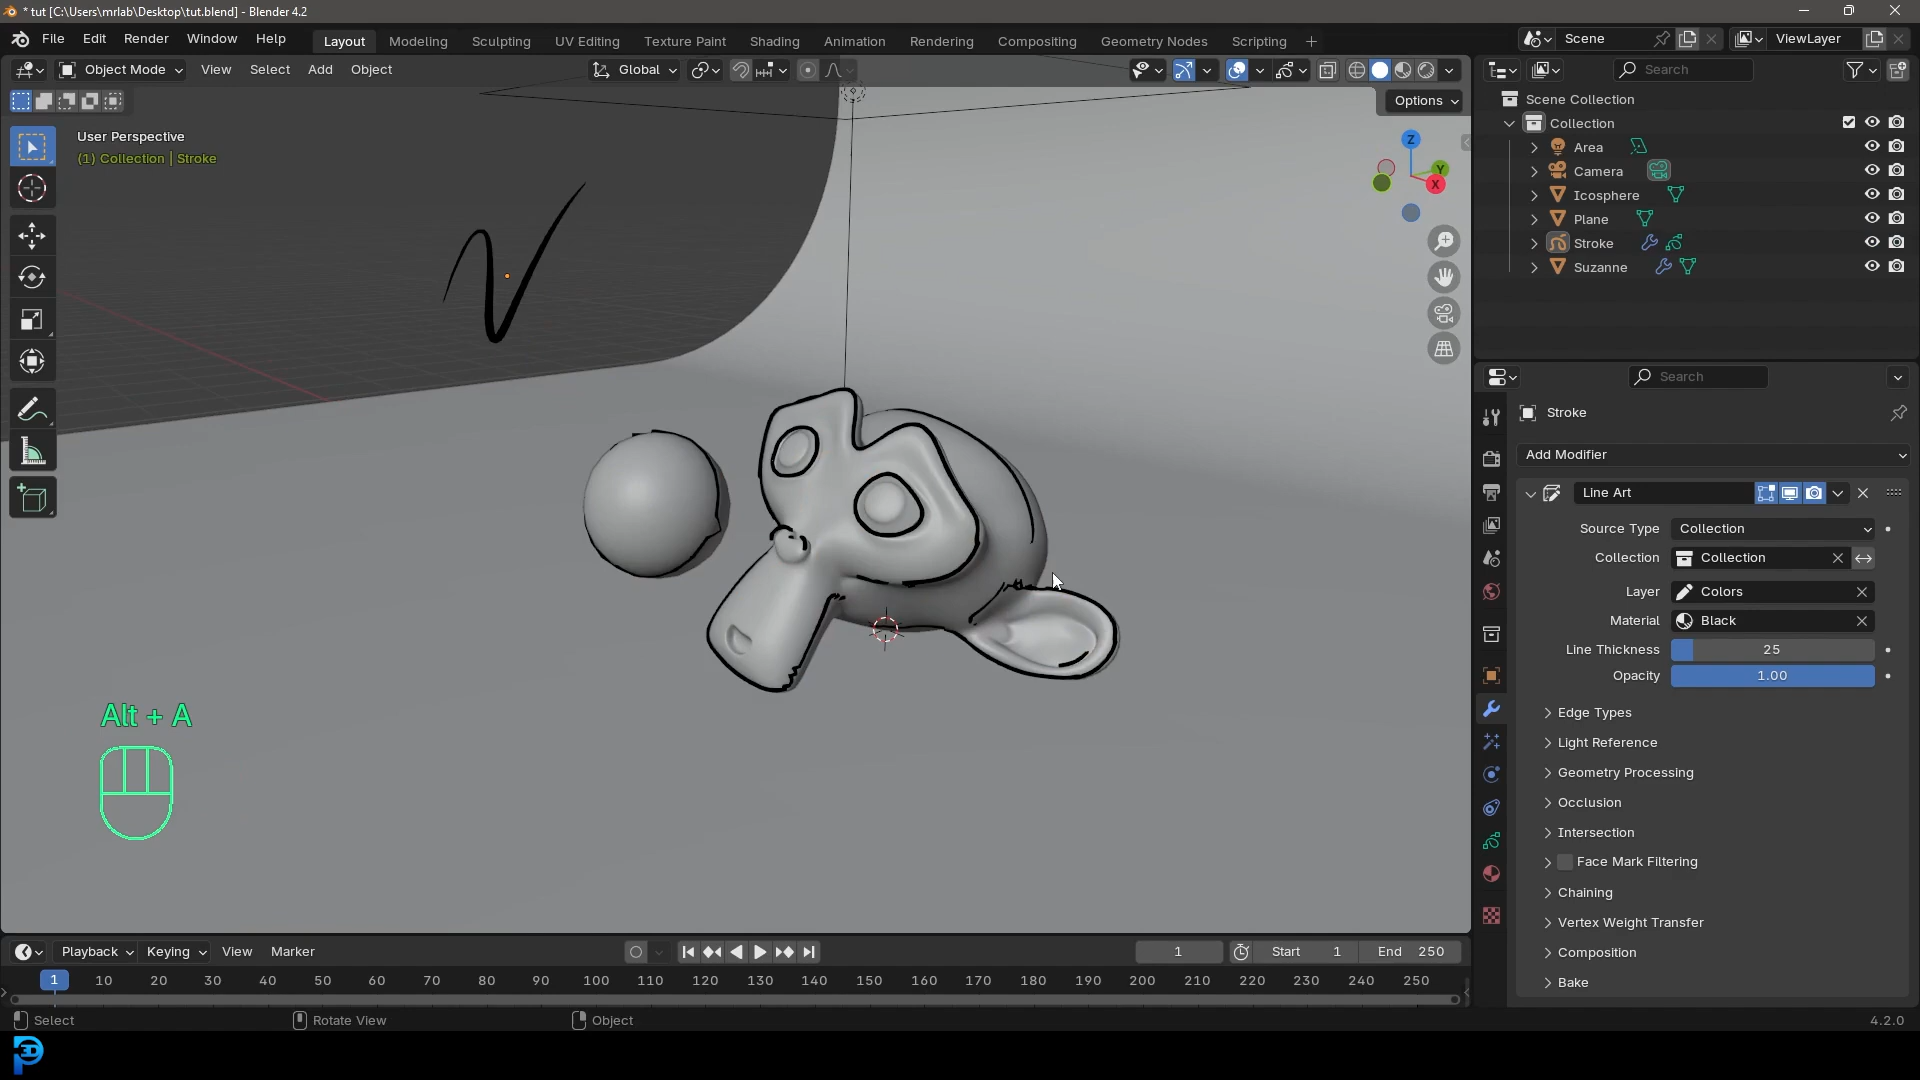 * tut [C:\Users\mrlab\Desktop\tut.blend] - Blender 4.2
File Edit Render Window Help
Layout Modeling Sculpting UV Editing Texture Paint Shading Animation Rendering Compositing Geometry Nodes Scripting +
Scene
ViewLayer
Object Mode View Select Add Object
Global
Options
User Perspective
(1) Collection | Stroke
Z
Y
X
Search
Scene Collection
Collection
Area
Camera
Icosphere
Plane
Stroke
Suzanne
Search
Stroke
Add Modifier
Line Art
Source Type Collection
Collection Collection
Layer Colors
Material Black
Line Thickness 25
Opacity 1.00
Edge Types
Light Reference
Geometry Processing
Occlusion
Intersection
Face Mark Filtering
Chaining
Vertex Weight Transfer
Composition
Bake
Alt + A
Playback Keying View Marker
1
Start 1
End 250
1 10 20 30 40 50 60 70 80 90 100 110 120 130 140 150 160 170 180 190 200 210 220 230 240 250
Select
Rotate View
Object
4.2.0